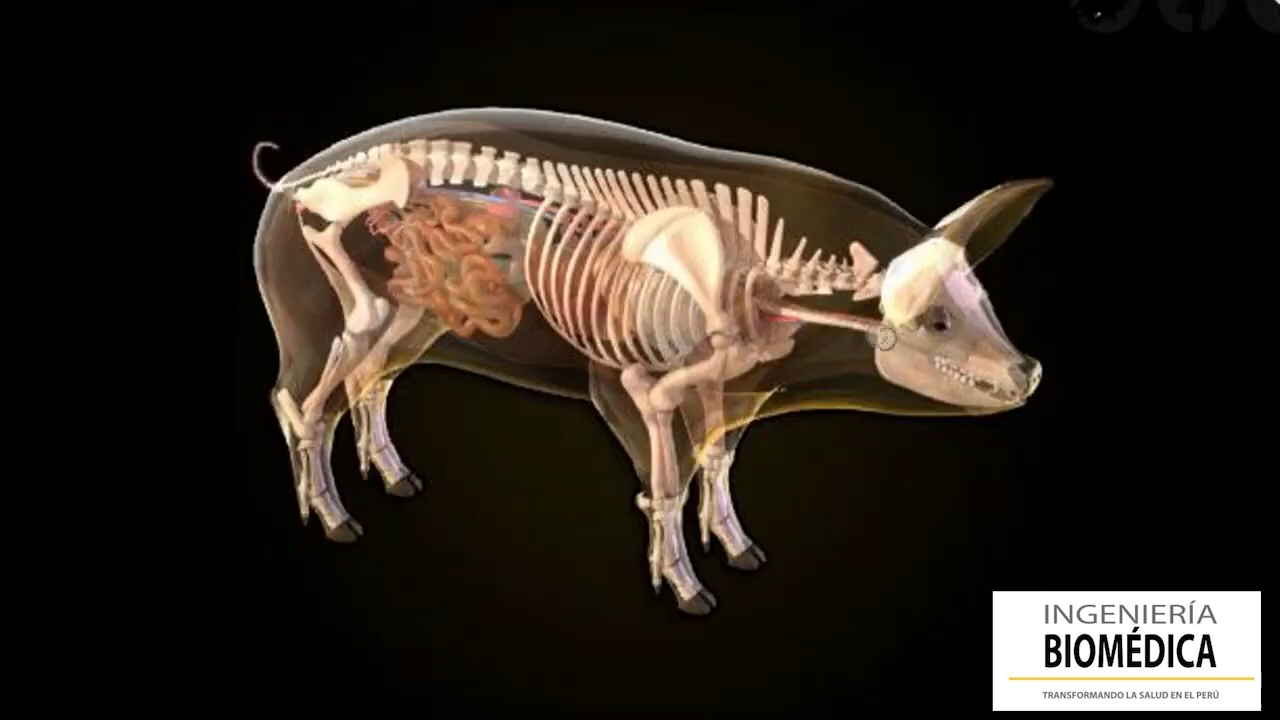 INGENIERÍA
BIOMÉDICA
TRANSFORMANDO LA SALUD EN EL PERÚ